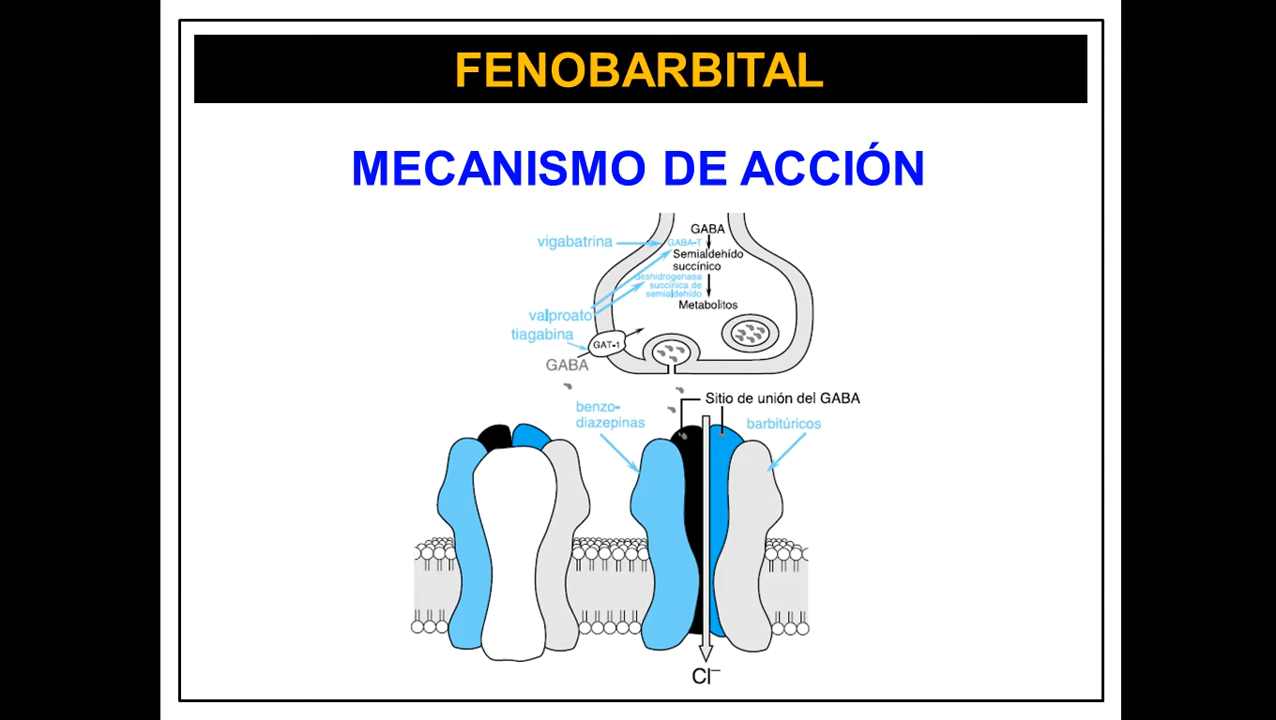 FENOBARBITAL
MECANISMO DE ACCIÓN
GABA
vigabatrina
GABA-T
Semialdehído
succínico
deshidrogenasa
succínica de
semialdehído
Metabolitos
valproato
tiagabina
GAT-1
GABA
Sitio de unión del GABA
benzo-
diazepinas
barbitúricos
Cl⁻